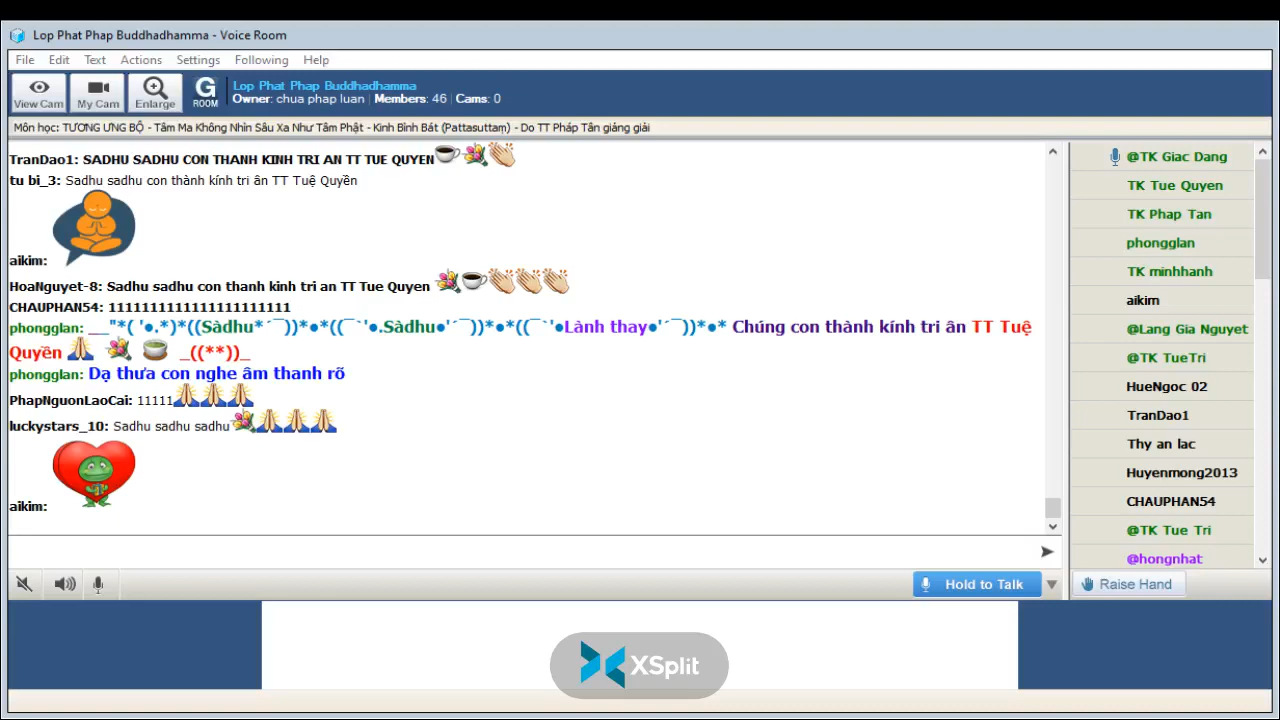 Lop Phat Phap Buddhadhamma - Voice Room
File Edit Text Actions Settings Following Help
View Cam My Cam Enlarge G ROOM
Lop Phat Phap Buddhadhamma
Owner: chua phap luan | Members: 46 | Cams: 0
Môn học: TƯƠNG ƯNG BỘ - Tâm Ma Không Nhìn Sâu Xa Như Tâm Phật - Kinh Bình Bát (Pattasuttaṃ) - Do TT Pháp Tân giảng giải
TranDao1: SADHU SADHU CON THANH KINH TRI AN TT TUE QUYEN
tu bi_3: Sadhu sadhu con thành kính tri ân TT Tuệ Quyền
aikim:
HoaNguyet-8: Sadhu sadhu con thanh kinh tri an TT Tue Quyen
CHAUPHAN54: 1111111111111111111111
phongglan: __"*( '●.*)*((Sàdhu*´¯))*●*((¯`'●.Sàdhu●'´¯))*●*((¯`'●Lành thay●'´¯))*●* Chúng con thành kính tri ân TT Tuệ
Quyền _((**))_
phongglan: Dạ thưa con nghe âm thanh rõ
PhapNguonLaoCai: 11111
luckystars_10: Sadhu sadhu sadhu
aikim:
Hold to Talk
@TK Giac Dang
TK Tue Quyen
TK Phap Tan
phongglan
TK minhhanh
aikim
@Lang Gia Nguyet
@TK TueTri
HueNgoc 02
TranDao1
Thy an lac
Huyenmong2013
CHAUPHAN54
@TK Tue Tri
@hongnhat
Raise Hand
XSplit